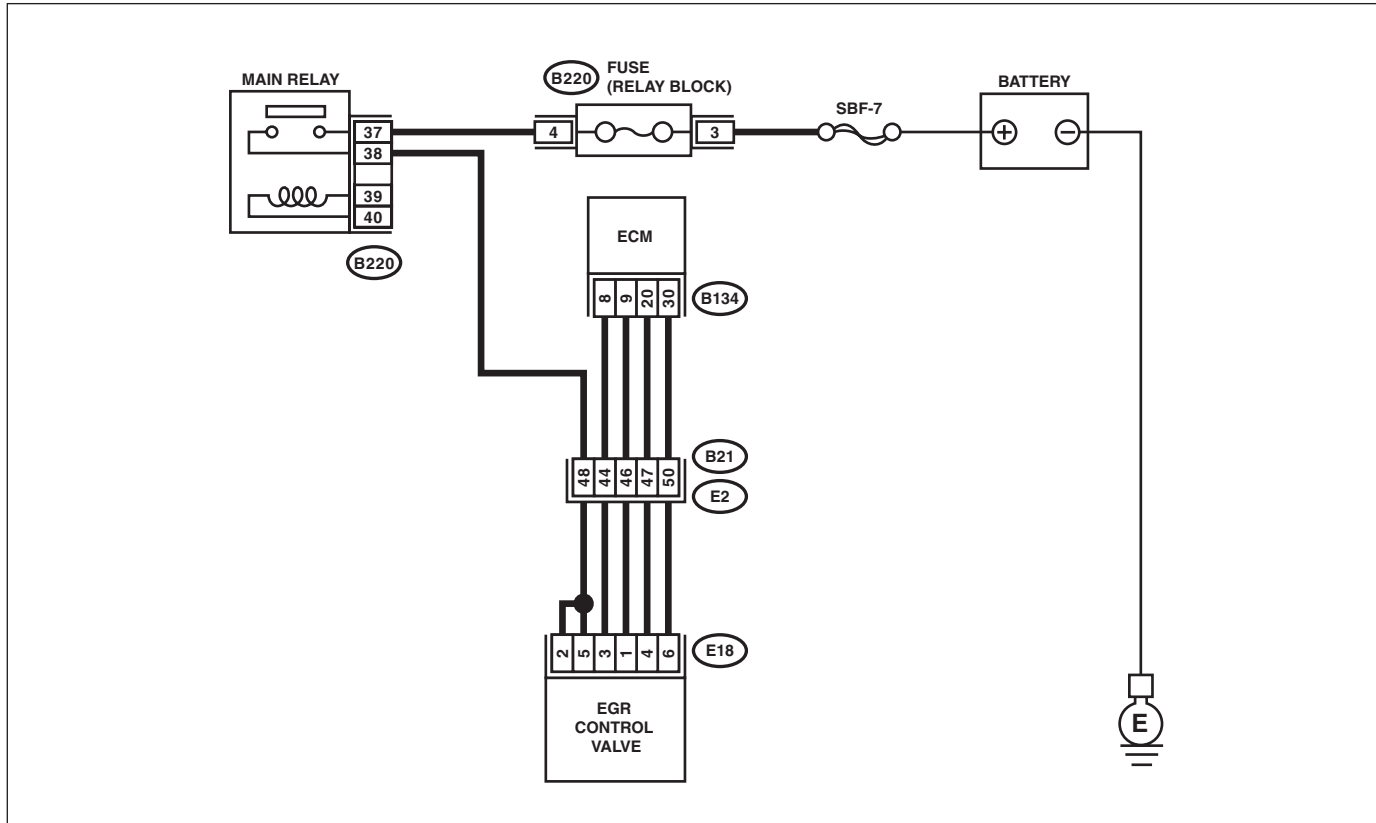 MAIN RELAY
B220
FUSE
(RELAY BLOCK)
SBF-7
BATTERY
37
38
39
40
4
3
+
−
B220
ECM
8 9 20 30
B134
48 44 46 47 50
B21
E2
2 5 3 1 4 6
E18
EGR
CONTROL
VALVE
E